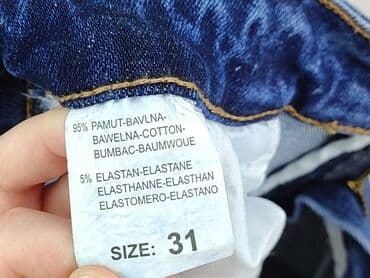 95% PAMUT-BAVLNA-
BAWELNA-COTTON-
BUMBAC-BAUMWOUE
5% ELASTAN-ELASTANE
ELASTHANNE-ELASTHAN
ELASTOMERO-ELASTANO
SIZE: 31